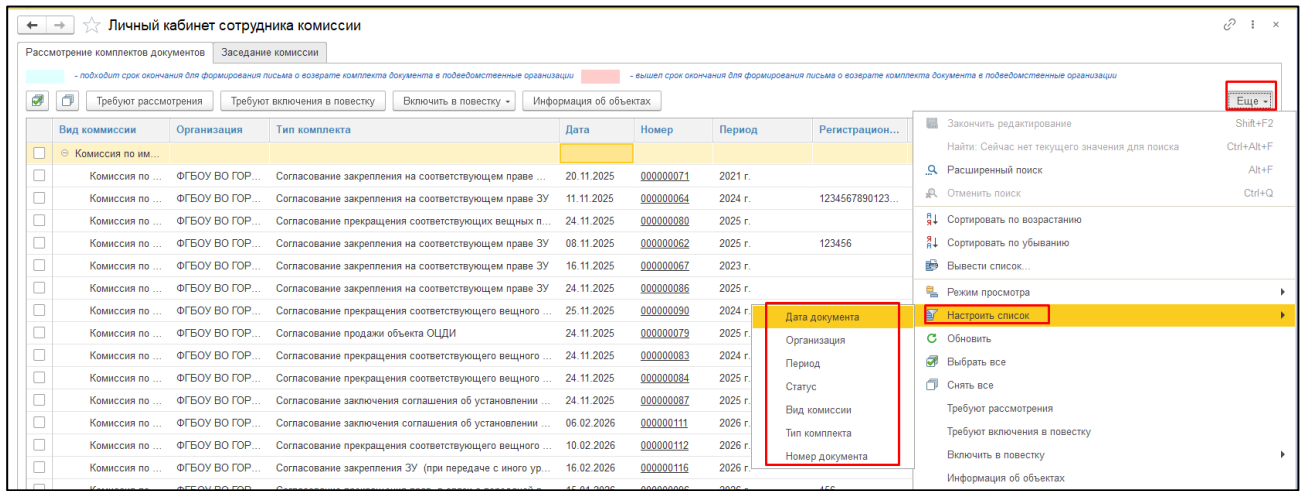 Личный кабинет сотрудника комиссии
Рассмотрение комплектов документов Заседание комиссии
- подходит срок окончания для формирования письма о возврате комплекта документа в подведомственные организации - вышел срок окончания для формирования письма о возврате комплекта документа в подведомственные организации
Требуют рассмотрения Требуют включения в повестку Включить в повестку Информация об объектах Еще
Вид коммиссии Организация Тип комплекта Дата Номер Период Регистрацион...
Комиссия по им...
Комиссия по ... ФГБОУ ВО ГОР... Согласование закрепления на соответствующем праве ... 20.11.2025 000000071 2021 г.
Комиссия по ... ФГБОУ ВО ГОР... Согласование закрепления на соответствующем праве ЗУ 11.11.2025 000000064 2024 г. 1234567890123...
Комиссия по ... ФГБОУ ВО ГОР... Согласование прекращения соответствующих вещных п... 24.11.2025 000000080 2025 г.
Комиссия по ... ФГБОУ ВО ГОР... Согласование закрепления на соответствующем праве ЗУ 08.11.2025 000000062 2025 г. 123456
Комиссия по ... ФГБОУ ВО ГОР... Согласование закрепления на соответствующем праве ЗУ 16.11.2025 000000067 2023 г.
Комиссия по ... ФГБОУ ВО ГОР... Согласование закрепления на соответствующем праве ЗУ 24.11.2025 000000086 2025 г.
Комиссия по ... ФГБОУ ВО ГОР... Согласование прекращения соответствующего вещного ... 25.11.2025 000000090 2024 г.
Комиссия по ... ФГБОУ ВО ГОР... Согласование продажи объекта ОЦДИ 24.11.2025 000000079 2025 г.
Комиссия по ... ФГБОУ ВО ГОР... Согласование прекращения соответствующего вещного ... 24.11.2025 000000083 2024 г.
Комиссия по ... ФГБОУ ВО ГОР... Согласование прекращения соответствующего вещного ... 24.11.2025 000000084 2025 г.
Комиссия по ... ФГБОУ ВО ГОР... Согласование заключения соглашения об установлении ... 24.11.2025 000000087 2025 г.
Комиссия по ... ФГБОУ ВО ГОР... Согласование заключения соглашения об установлении ... 06.02.2026 000000111 2026 г.
Комиссия по ... ФГБОУ ВО ГОР... Согласование прекращения соответствующего вещного ... 10.02.2026 000000112 2026 г.
Комиссия по ... ФГБОУ ВО ГОР... Согласование закрепления ЗУ (при передаче с иного ур... 16.02.2026 000000116 2026 г.
Дата документа
Организация
Период
Статус
Вид комиссии
Тип комплекта
Номер документа
Закончить редактирование Shift+F2
Найти: Сейчас нет текущего значения для поиска Ctrl+Alt+F
Расширенный поиск Alt+F
Отменить поиск Ctrl+Q
Сортировать по возрастанию
Сортировать по убыванию
Вывести список...
Режим просмотра
Настроить список
Обновить
Выбрать все
Снять все
Требуют рассмотрения
Требуют включения в повестку
Включить в повестку
Информация об объектах